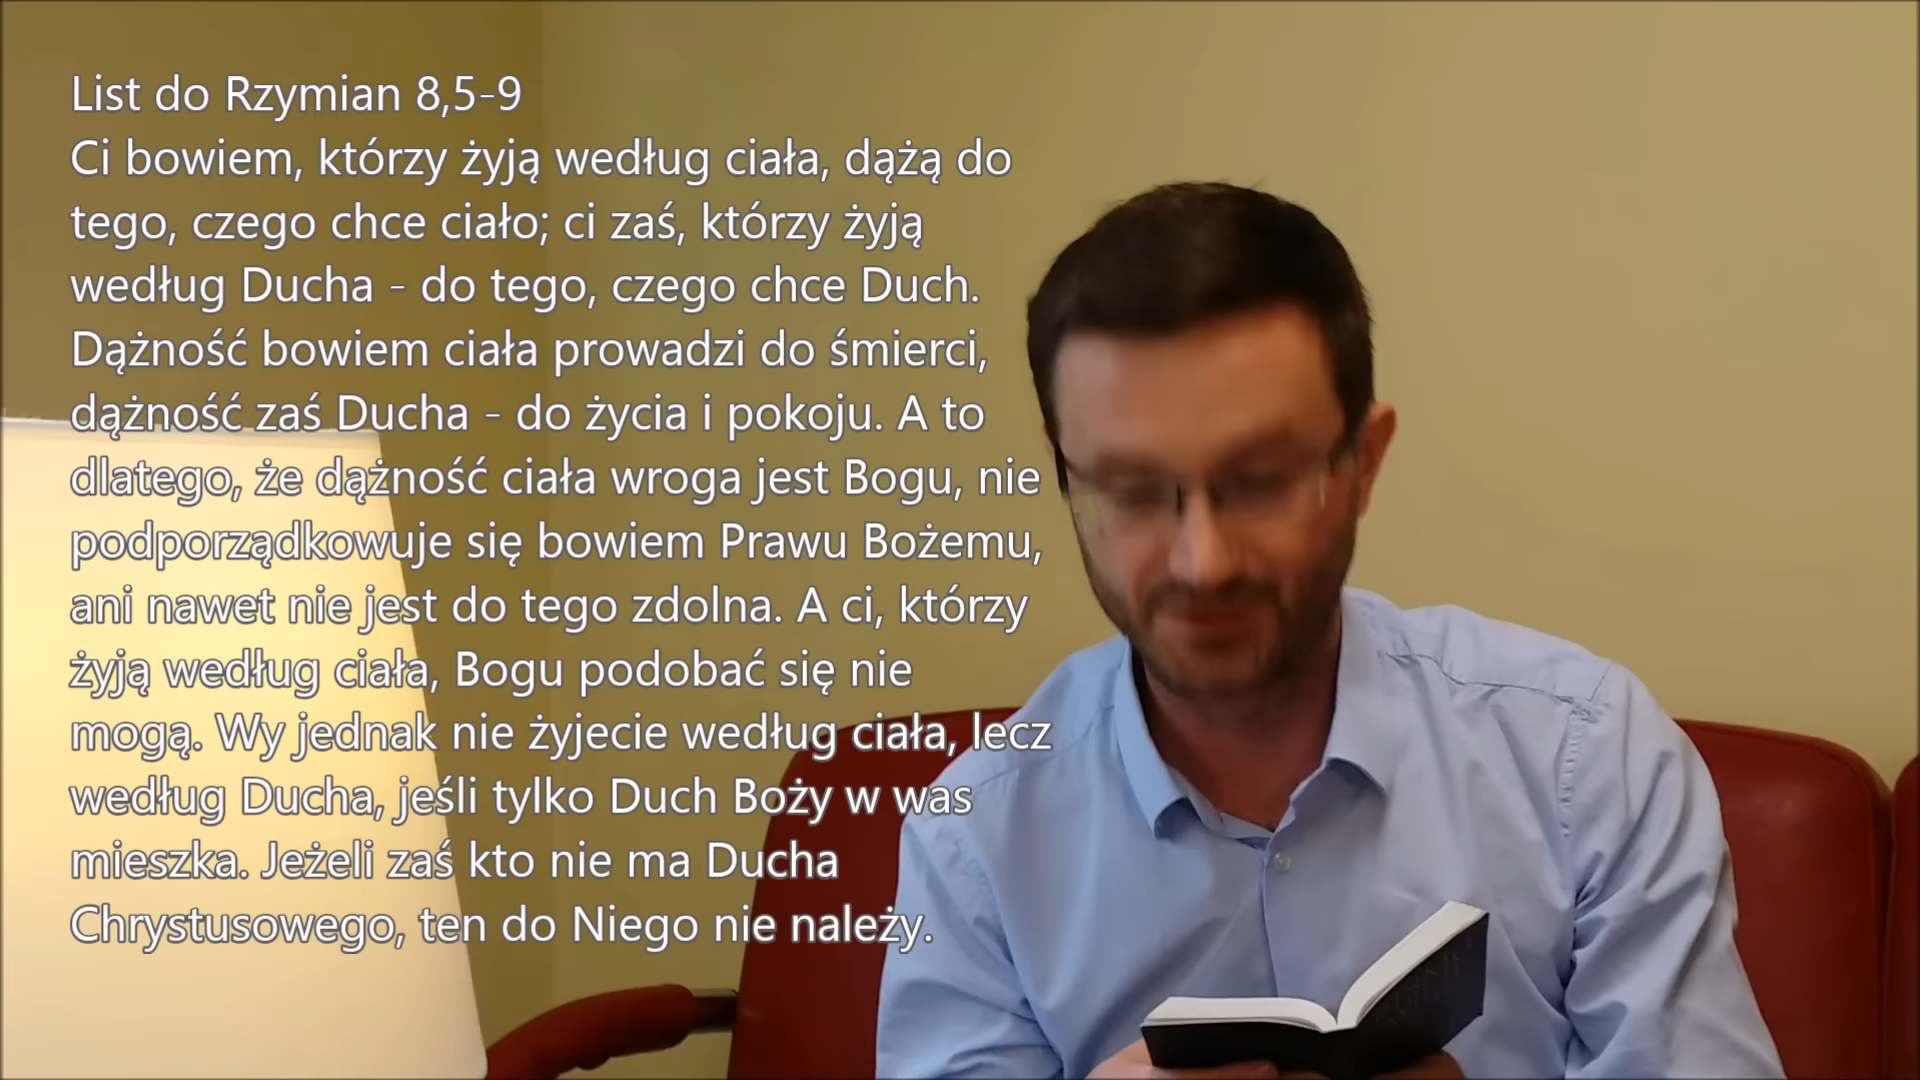 List do Rzymian 8,5-9
Ci bowiem, którzy żyją według ciała, dążą do
tego, czego chce ciało; ci zaś, którzy żyją
według Ducha - do tego, czego chce Duch.
Dążność bowiem ciała prowadzi do śmierci,
dążność zaś Ducha - do życia i pokoju. A to
dlatego, że dążność ciała wroga jest Bogu, nie
podporządkowuje się bowiem Prawu Bożemu,
ani nawet nie jest do tego zdolna. A ci, którzy
żyją według ciała, Bogu podobać się nie
mogą. Wy jednak nie żyjecie według ciała, lecz
według Ducha, jeśli tylko Duch Boży w was
mieszka. Jeżeli zaś kto nie ma Ducha
Chrystusowego, ten do Niego nie należy.